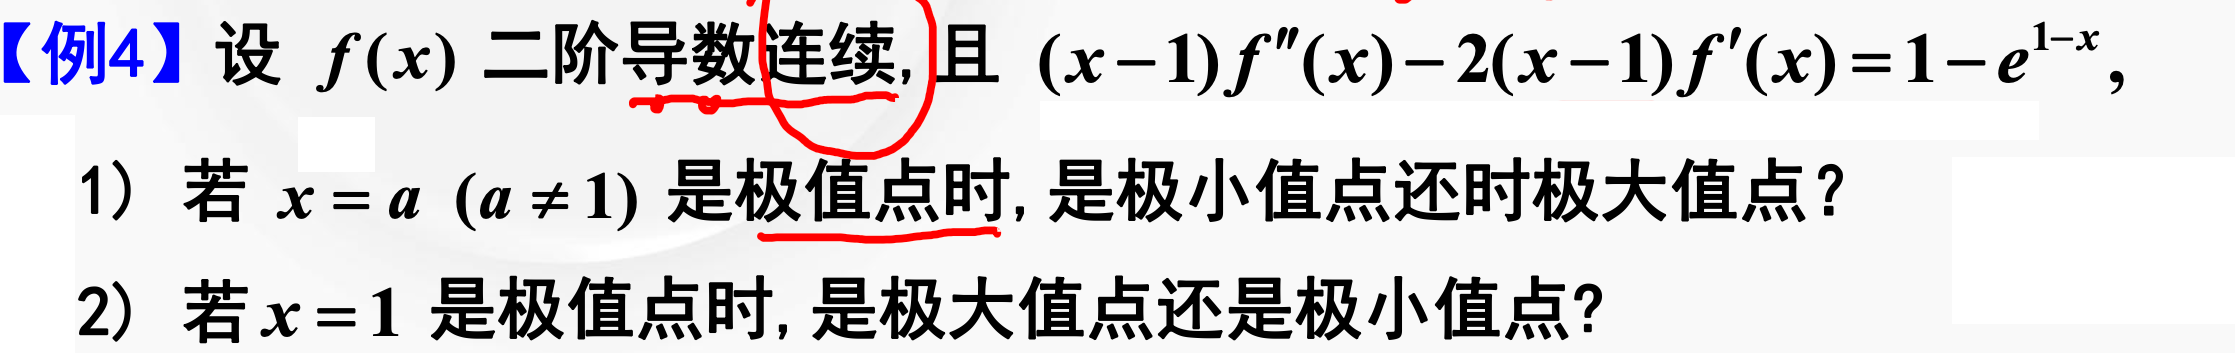 【例4】设 f(x) 二阶导数连续, 且 (x−1)f″(x)−2(x−1)f′(x)=1−e^{1−x},
1) 若 x=a (a≠1) 是极值点时, 是极小值点还时极大值点?
2) 若 x=1 是极值点时, 是极大值点还是极小值点?